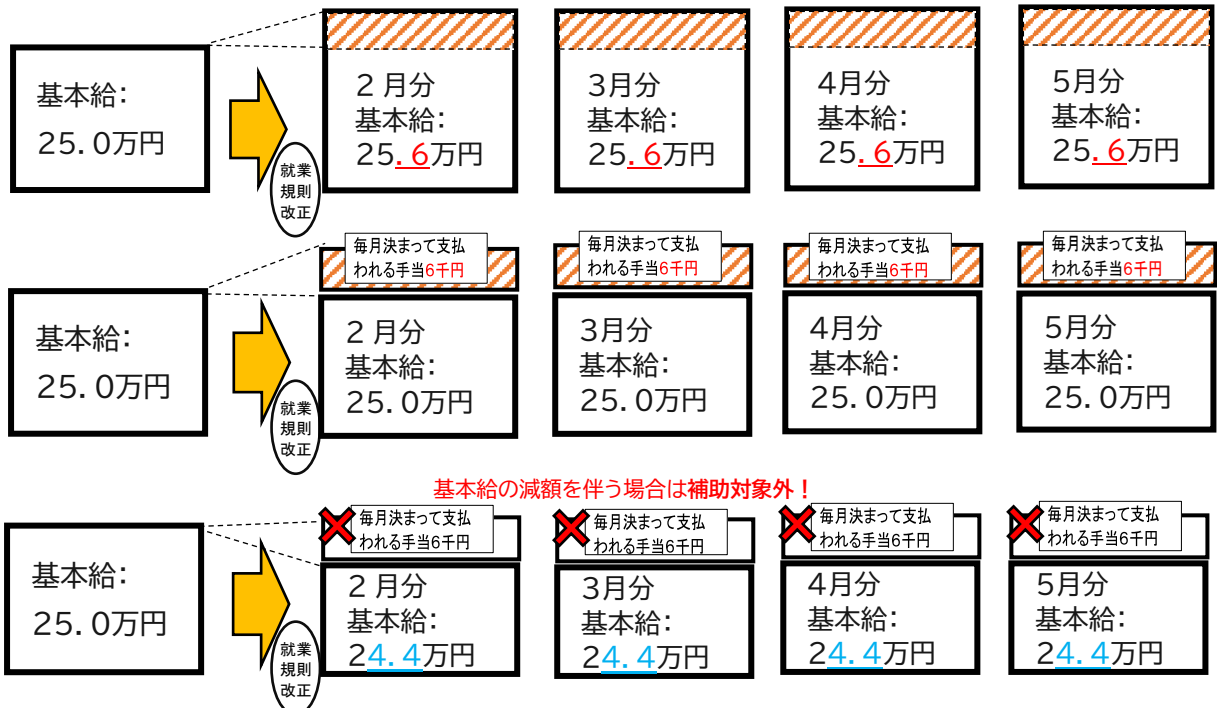 基本給：
25.0万円
就業
規則
改正
2月分
基本給：
25.6万円
3月分
基本給：
25.6万円
4月分
基本給：
25.6万円
5月分
基本給：
25.6万円
基本給：
25.0万円
就業
規則
改正
毎月決まって支払
われる手当6千円
2月分
基本給：
25.0万円
毎月決まって支払
われる手当6千円
3月分
基本給：
25.0万円
毎月決まって支払
われる手当6千円
4月分
基本給：
25.0万円
毎月決まって支払
われる手当6千円
5月分
基本給：
25.0万円
基本給の減額を伴う場合は補助対象外！
基本給：
25.0万円
就業
規則
改正
毎月決まって支払
われる手当6千円
2月分
基本給：
24.4万円
毎月決まって支払
われる手当6千円
3月分
基本給：
24.4万円
毎月決まって支払
われる手当6千円
4月分
基本給：
24.4万円
毎月決まって支払
われる手当6千円
5月分
基本給：
24.4万円